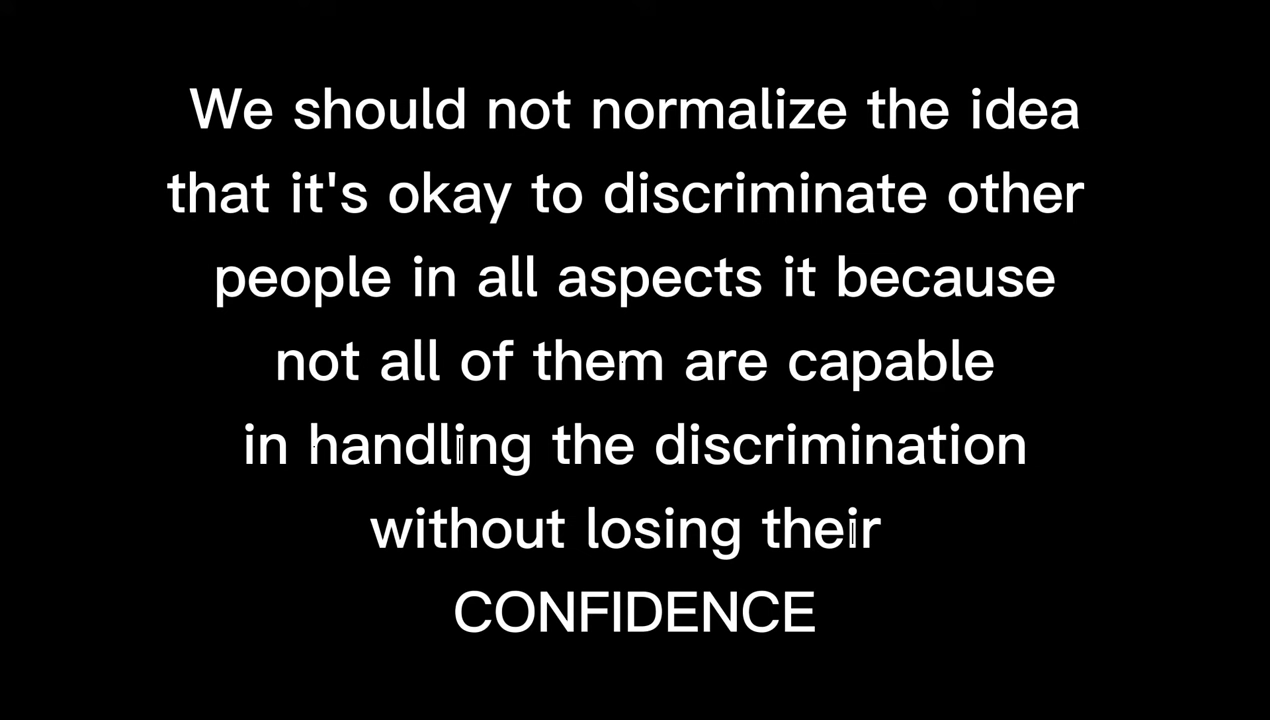 We should not normalize the idea
that it's okay to discriminate other
people in all aspects it because
not all of them are capable
in handling the discrimination
without losing their
CONFIDENCE